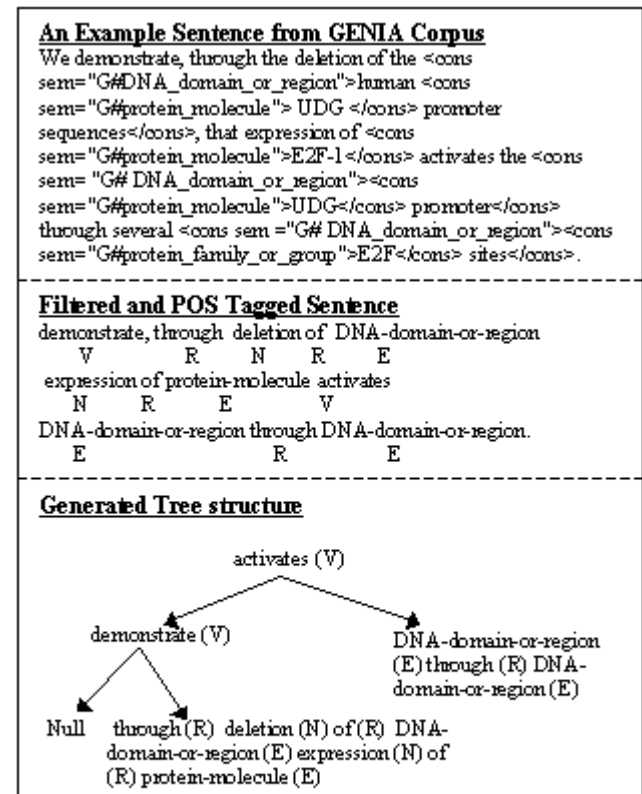 An Example Sentence from GENIA Corpus
We demonstrate, through the deletion of the <cons
sem="G#DNA_domain_or_region">human <cons
sem="G#protein_molecule"> UDG </cons> promoter
sequences</cons>, that expression of <cons
sem="G#protein_molecule">E2F-1</cons> activates the <cons
sem= "G# DNA_domain_or_region"><cons
sem="G#protein_molecule">UDG</cons> promoter</cons>
through several <cons sem ="G# DNA_domain_or_region"><cons
sem="G#protein_family_or_group">E2F</cons> sites</cons>.
Filtered and POS Tagged Sentence
demonstrate, through deletion of DNA-domain-or-region
V R N R E
expression of protein-molecule activates
N R E V
DNA-domain-or-region through DNA-domain-or-region.
E R E
Generated Tree structure
activates (V)
demonstrate (V)
DNA-domain-or-region
(E) through (R) DNA-
domain-or-region (E)
Null
through (R) deletion (N) of (R) DNA-
domain-or-region (E) expression (N) of
(R) protein-molecule (E)